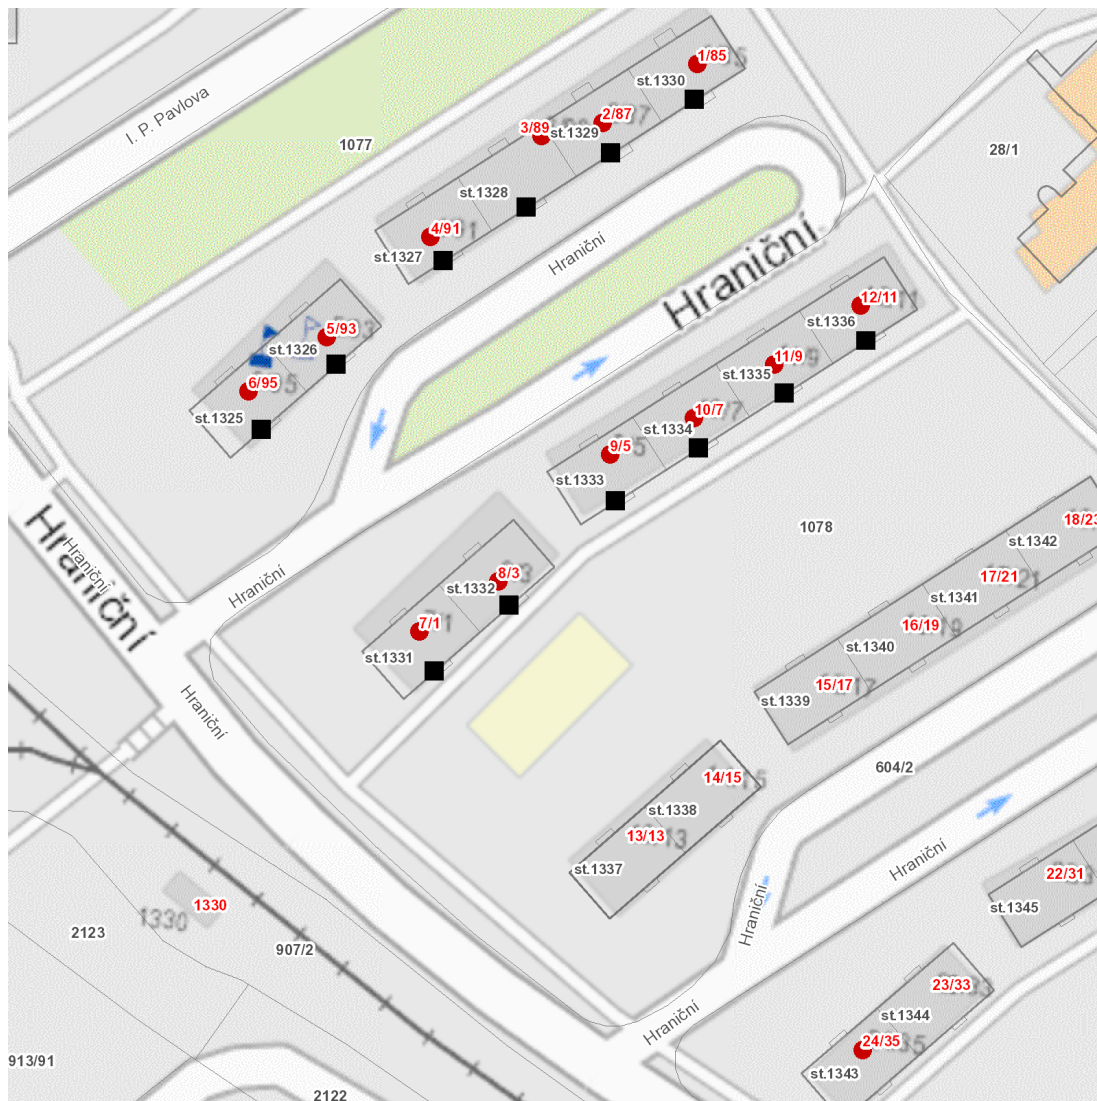 1/85
st.1330
I. P. Pavlova
2/87
3/89
st.1329
1077
28/1
st.1328
4/91
st.1327
Hraniční
Hraniční
12/11
st.1336
5/93
st.1326
11/9
st.1335
6/95
st.1325
10/7
st.1334
9/5
st.1333
1078
18/23
st.1342
Hraniční
Hraniční
Hraniční
8/3
st.1332
17/21
st.1341
7/1
st.1331
16/19
st.1340
15/17
st.1339
Hraniční
604/2
14/15
st.1338
13/13
st.1337
Hraniční
22/31
st.1345
1330
1330
Hraniční
2123
907/2
23/33
st.1344
Hraniční
24/35
st.1343
913/91
2122